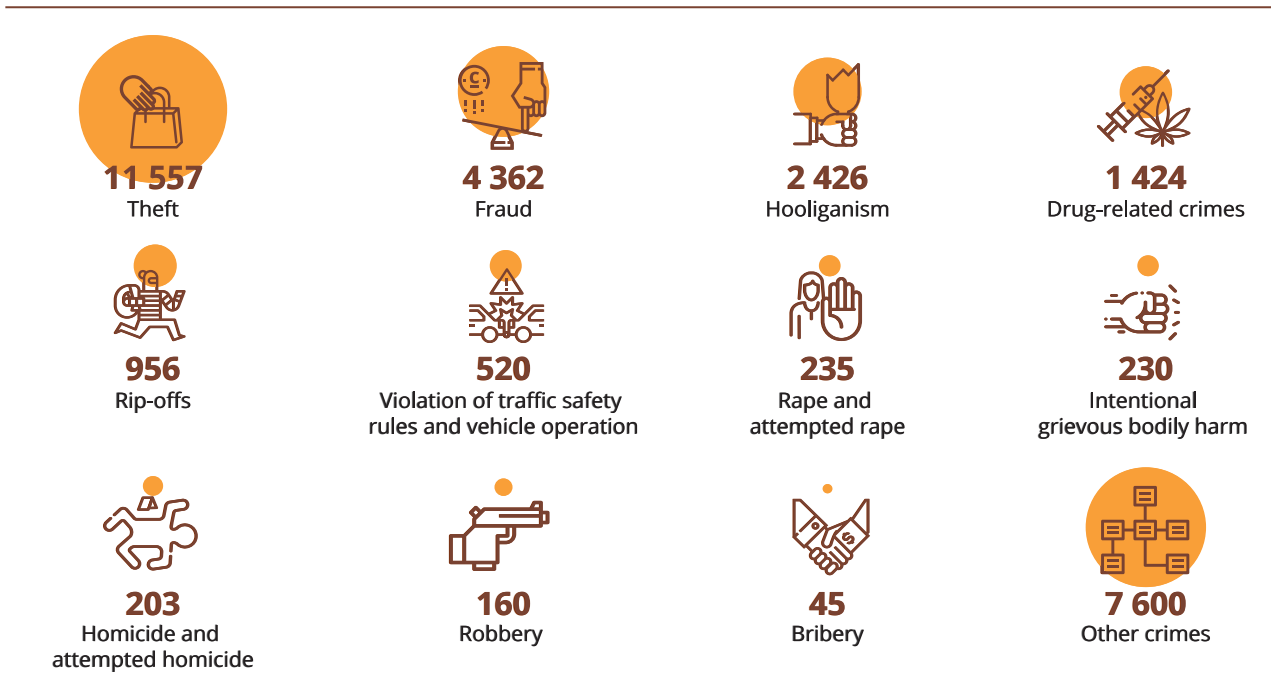 11 557
Theft
4 362
Fraud
2 426
Hooliganism
1 424
Drug-related crimes
956
Rip-offs
520
Violation of traffic safety
rules and vehicle operation
235
Rape and
attempted rape
230
Intentional
grievous bodily harm
203
Homicide and
attempted homicide
160
Robbery
45
Bribery
7 600
Other crimes